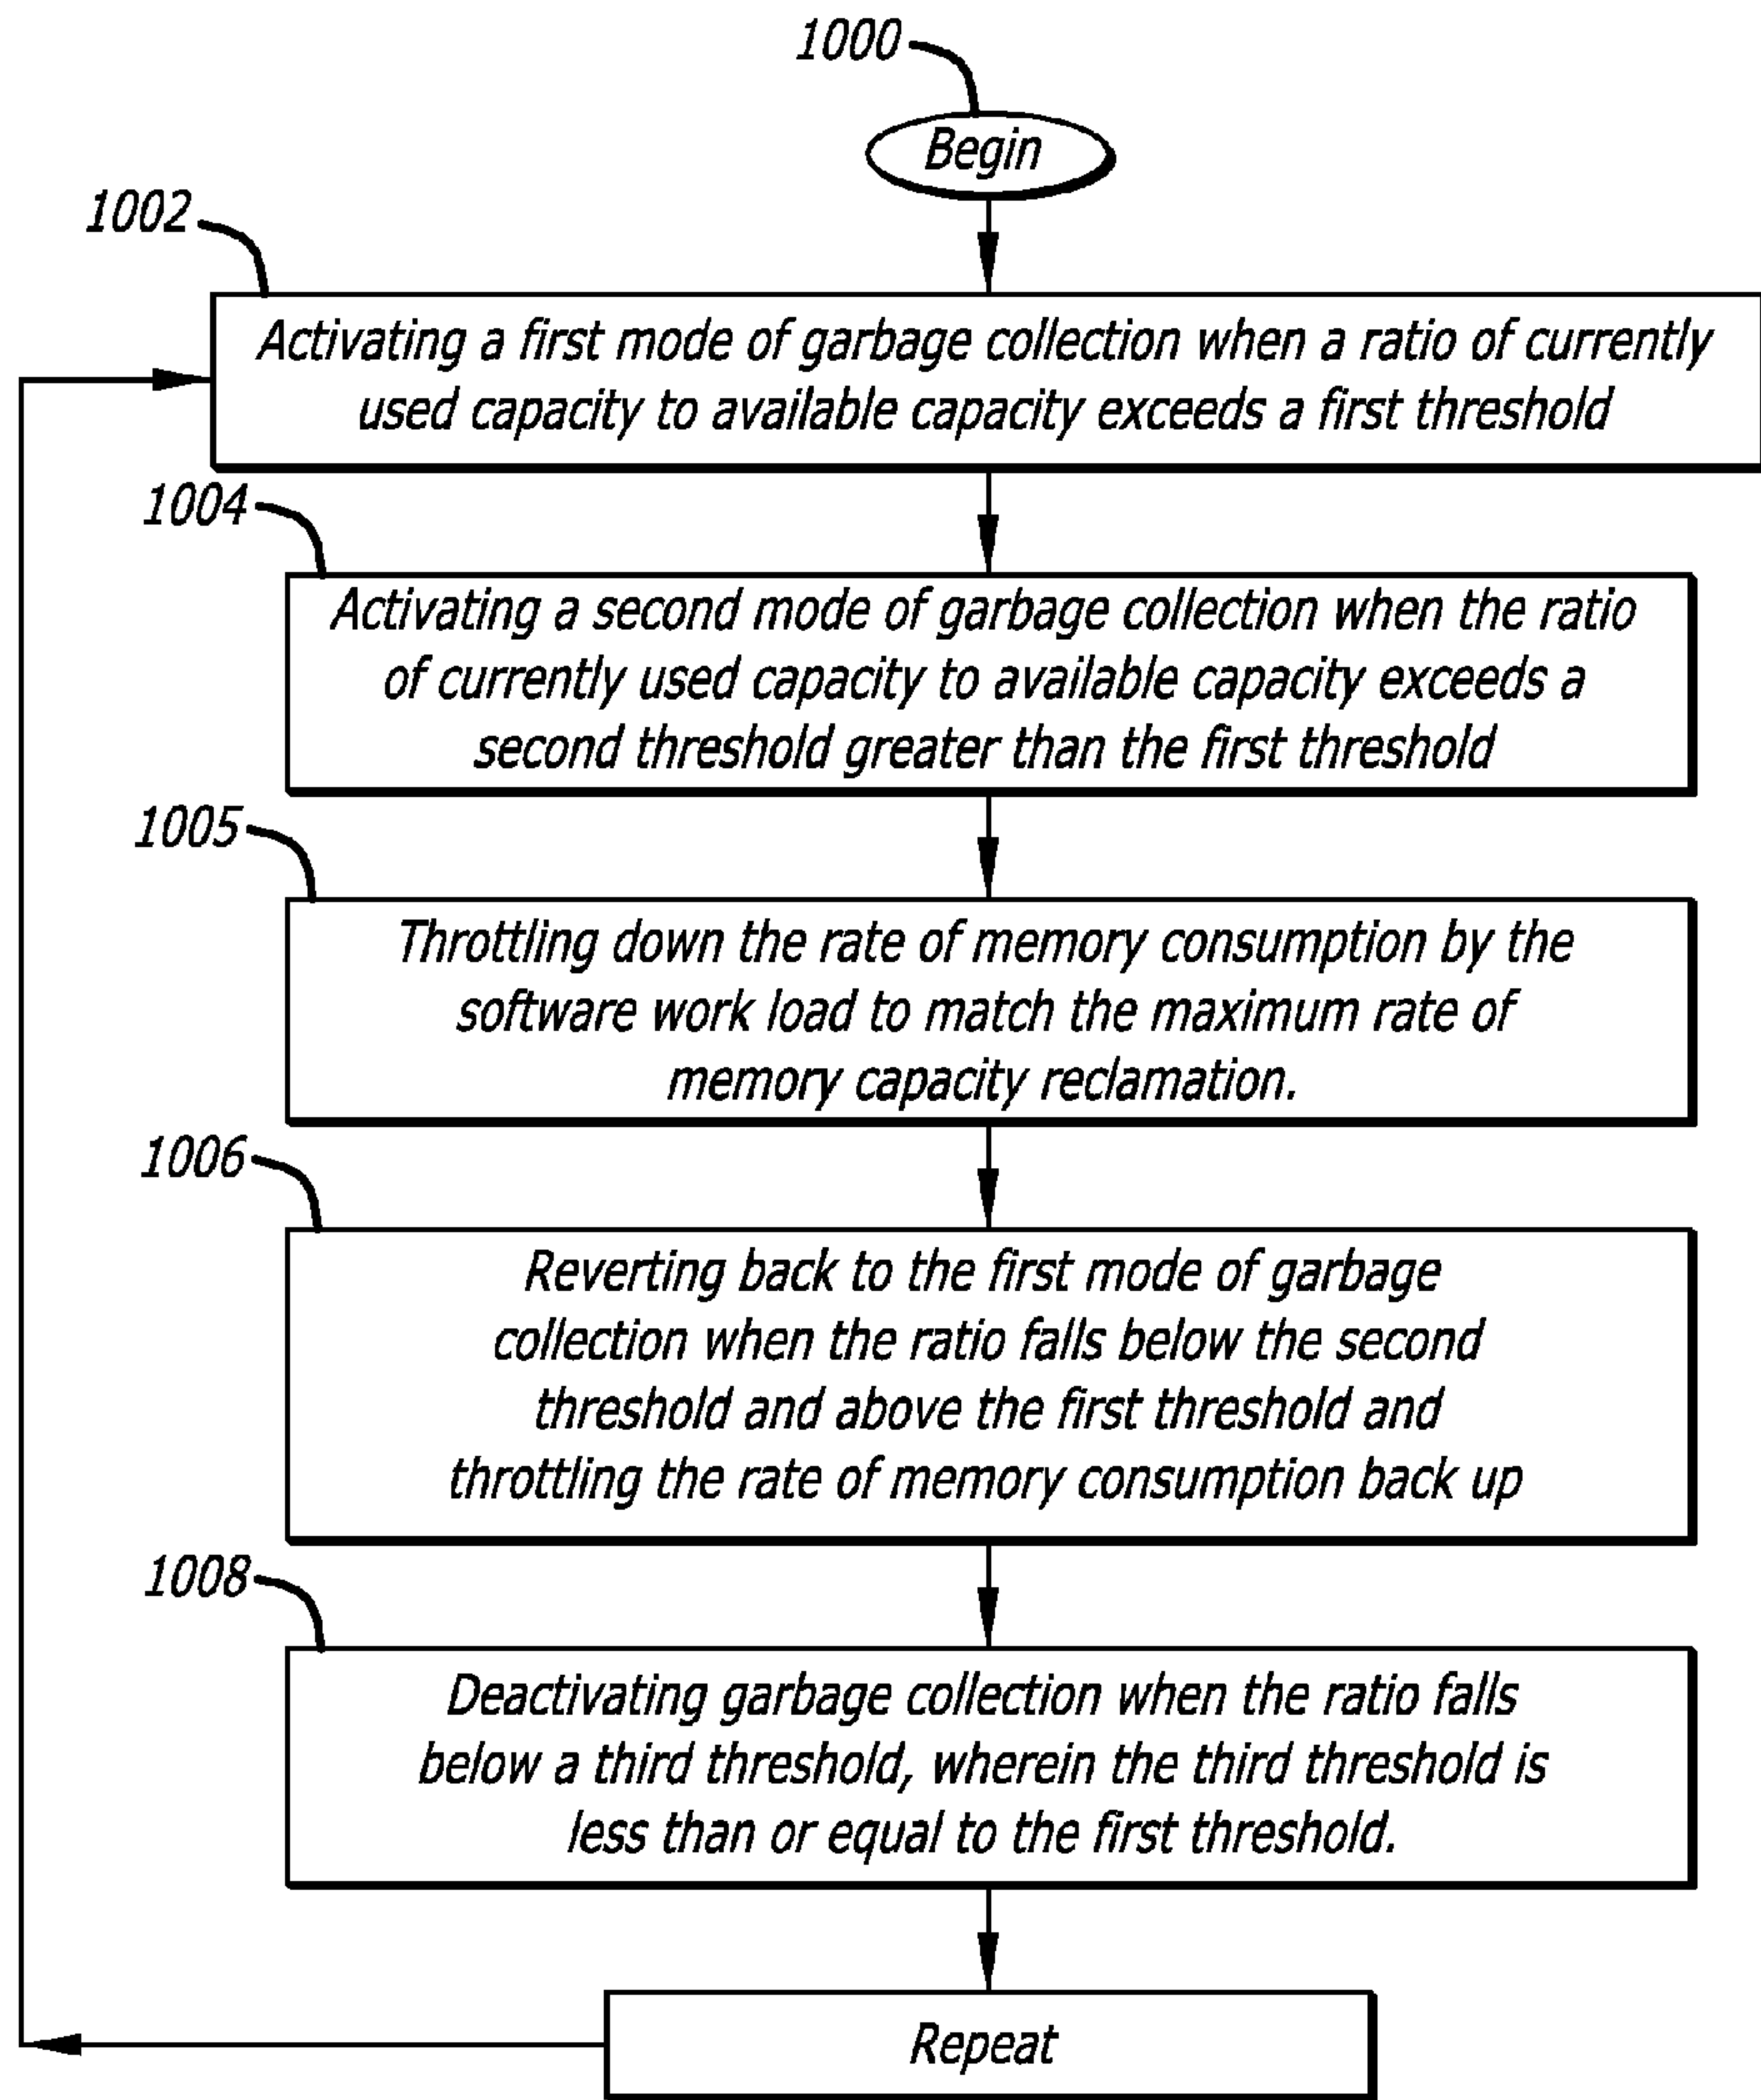 1000
Begin
1002
Activating a first mode of garbage collection when a ratio of currently
used capacity to available capacity exceeds a first threshold
1004
Activating a second mode of garbage collection when the ratio
of currently used capacity to available capacity exceeds a
second threshold greater than the first threshold
1005
Throttling down the rate of memory consumption by the
software work load to match the maximum rate of
memory capacity reclamation.
1006
Reverting back to the first mode of garbage
collection when the ratio falls below the second
threshold and above the first threshold and
throttling the rate of memory consumption back up
1008
Deactivating garbage collection when the ratio falls
below a third threshold, wherein the third threshold is
less than or equal to the first threshold.
Repeat